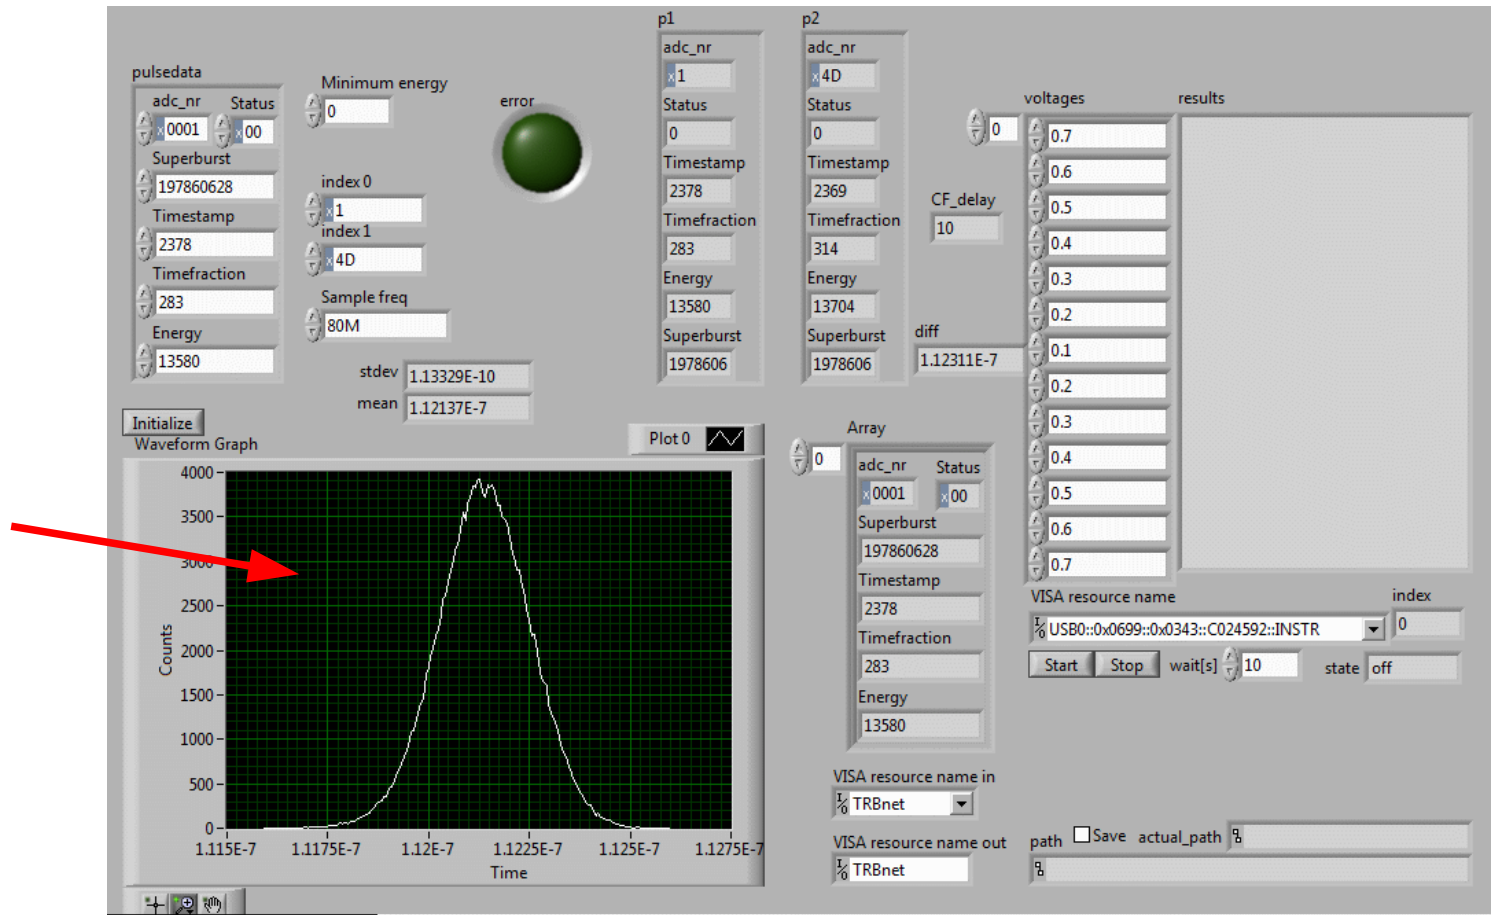 pulsedata
adc_nr Status
x 0001 x 00
Superburst
197860628
Timestamp
2378
Timefraction
283
Energy
13580
Minimum energy
0
index 0
x 1
index 1
x 4D
Sample freq
80M
error
stdev 1.13329E-10
mean 1.12137E-7
p1
adc_nr
x 1
Status
0
Timestamp
2378
Timefraction
283
Energy
13580
Superburst
1978606
p2
adc_nr
x 4D
Status
0
Timestamp
2369
Timefraction
314
Energy
13704
Superburst
1978606
CF_delay
10
diff
1.12311E-7
voltages
0
0.7
0.6
0.5
0.4
0.3
0.2
0.1
0.2
0.3
0.4
0.5
0.6
0.7
results
Initialize
Waveform Graph
Plot 0
4000
3500
3000
2500
2000
1500
1000
500
0
Counts
1.115E-7 1.1175E-7 1.12E-7 1.1225E-7 1.125E-7 1.1275E-7
Time
Array
0
adc_nr Status
x 0001 x 00
Superburst
197860628
Timestamp
2378
Timefraction
283
Energy
13580
VISA resource name index
USB0::0x0699::0x0343::C024592::INSTR 0
Start Stop wait[s] 10 state off
VISA resource name in
TRBnet
VISA resource name out
TRBnet
path Save actual_path